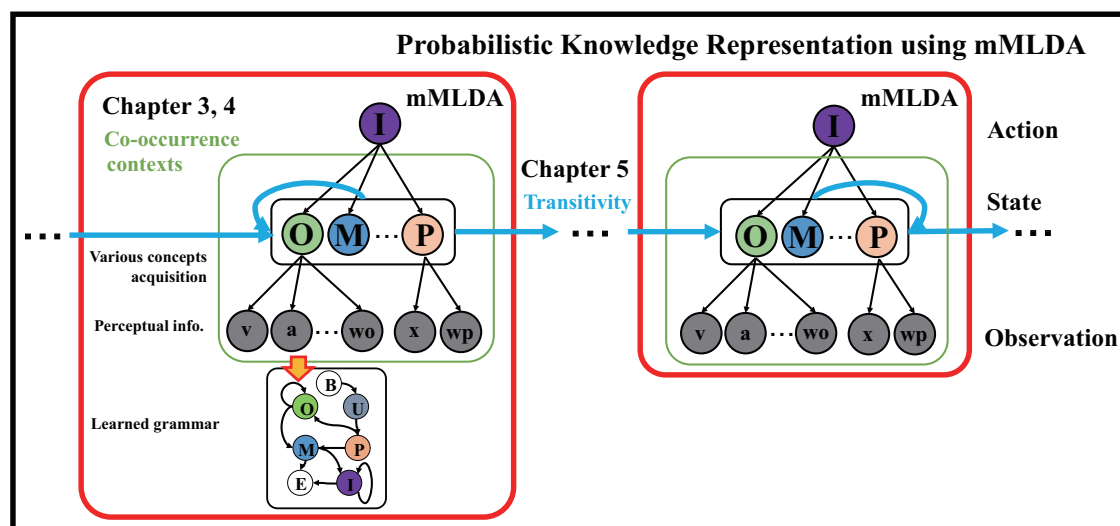 Probabilistic Knowledge Representation using mMLDA
Chapter 3, 4
mMLDA
Co-occurrence
contexts
I
O M ... P
...
Various concepts
acquisition
Perceptual info.
v a ... wo x wp
Learned grammar
B
O U
M P
E I
Chapter 5
Transitivity
...
mMLDA
I
O M ... P
v a ... wo x wp
Action
State
...
Observation